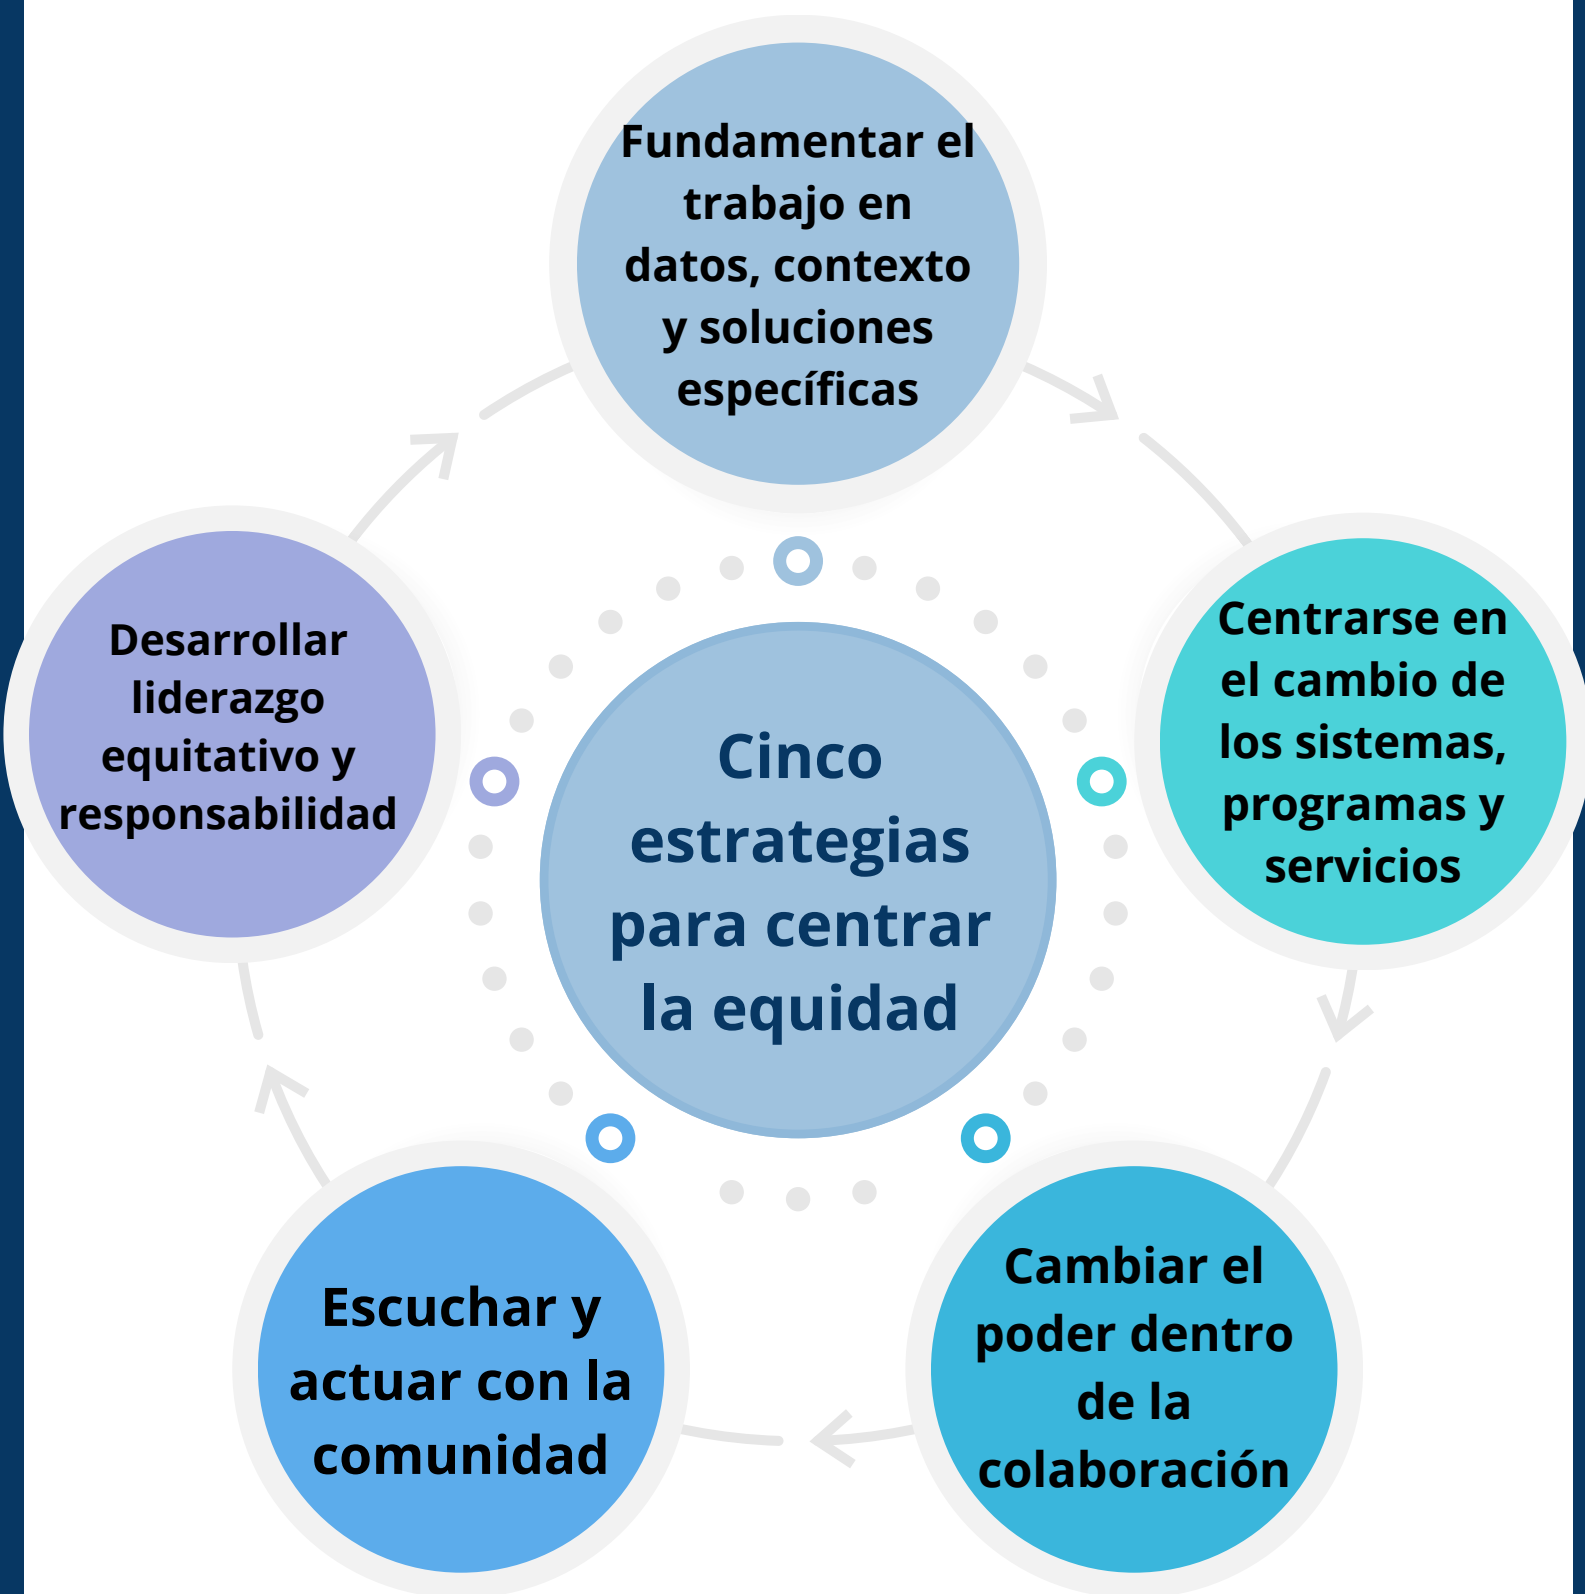 Fundamentar el
trabajo en
datos, contexto
y soluciones
específicas
Centrarse en
el cambio de
los sistemas,
programas y
servicios
Cambiar el
poder dentro
de la
colaboración
Escuchar y
actuar con la
comunidad
Desarrollar
liderazgo
equitativo y
responsabilidad
Cinco
estrategias
para centrar
la equidad